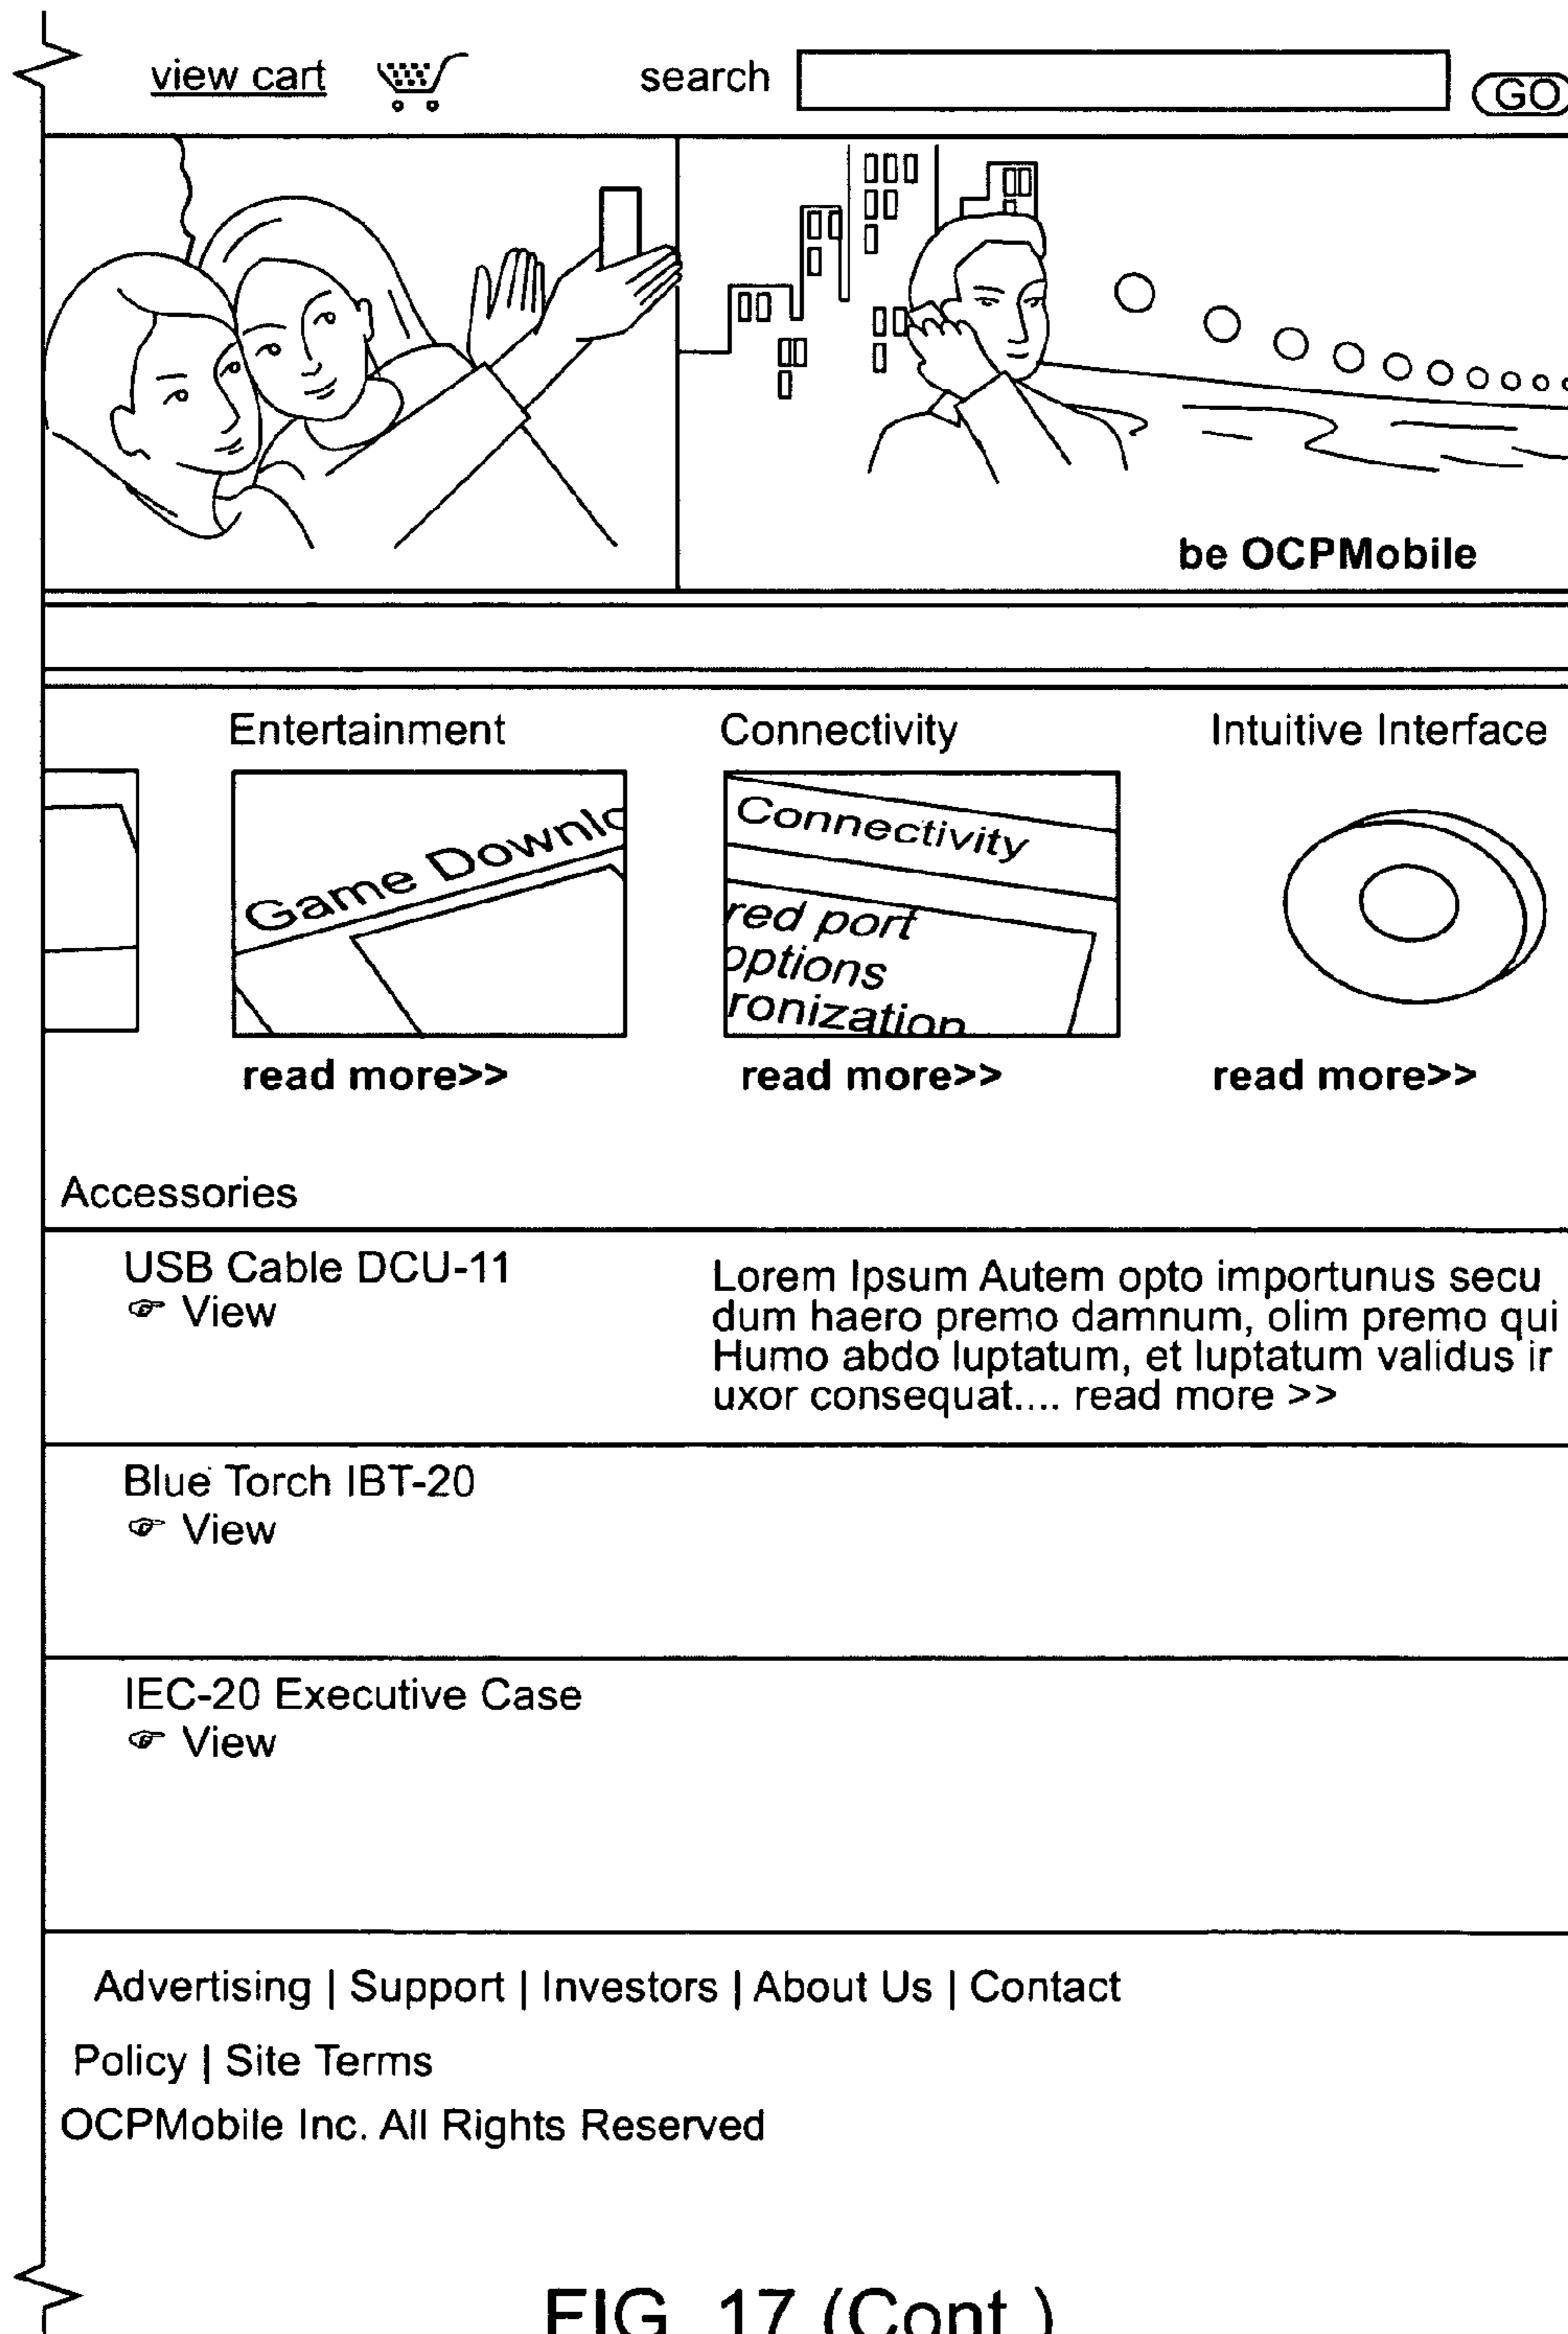 view cart search GO
be OCPMobile
Entertainment Connectivity Intuitive Interface
Game Downlo
Connectivity
red port
options
ronization
read more>> read more>> read more>>
Accessories
USB Cable DCU-11
☞ View
Lorem Ipsum Autem opto importunus secu
dum haero premo damnum, olim premo qui
Humo abdo luptatum, et luptatum validus ir
uxor consequat.... read more >>
Blue Torch IBT-20
☞ View
IEC-20 Executive Case
☞ View
Advertising | Support | Investors | About Us | Contact
Policy | Site Terms
OCPMobile Inc. All Rights Reserved
FIG. 17 (Cont.)